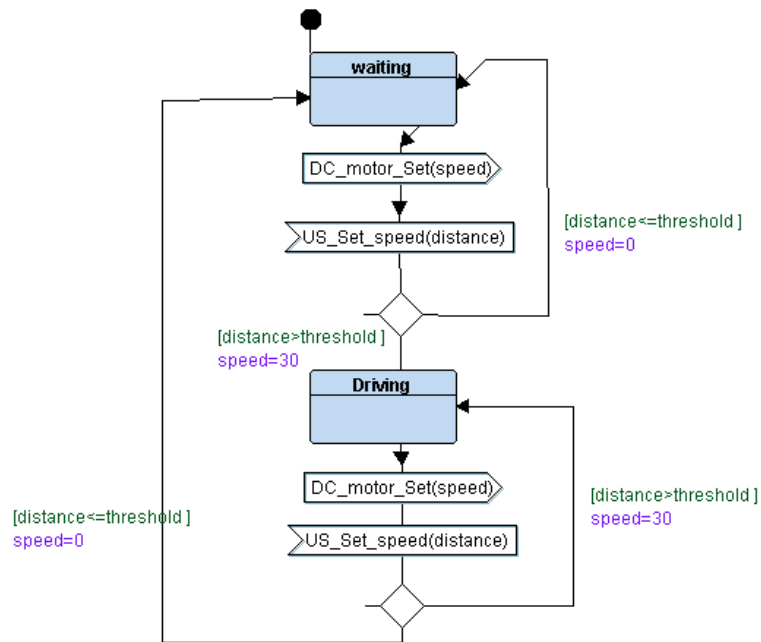 waiting
DC_motor_Set(speed)
US_Set_speed(distance)
[distance<=threshold ]
speed=0
[distance>threshold ]
speed=30
Driving
DC_motor_Set(speed)
[distance>threshold ]
speed=30
[distance<=threshold ]
speed=0
US_Set_speed(distance)